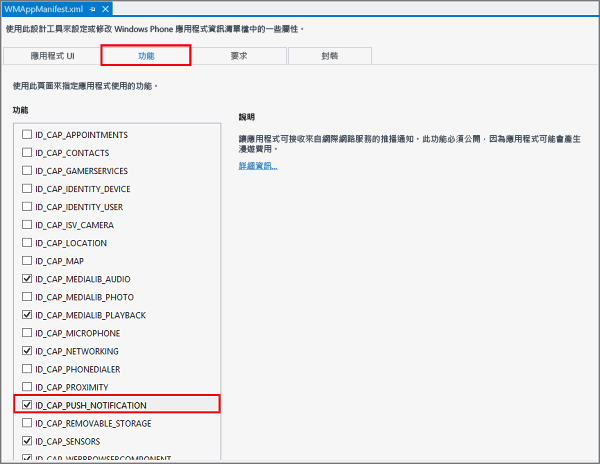 WMAppManifest.xml
使用此設計工具來設定或修改 Windows Phone 應用程式資訊清單檔中的一些屬性。
應用程式 UI 功能 要求 封裝
使用此頁面來指定應用程式使用的功能。
功能
ID_CAP_APPOINTMENTS
ID_CAP_CONTACTS
ID_CAP_GAMERSERVICES
ID_CAP_IDENTITY_DEVICE
ID_CAP_IDENTITY_USER
ID_CAP_ISV_CAMERA
ID_CAP_LOCATION
ID_CAP_MAP
ID_CAP_MEDIALIB_AUDIO
ID_CAP_MEDIALIB_PHOTO
ID_CAP_MEDIALIB_PLAYBACK
ID_CAP_MICROPHONE
ID_CAP_NETWORKING
ID_CAP_PHONEDIALER
ID_CAP_PROXIMITY
ID_CAP_PUSH_NOTIFICATION
ID_CAP_REMOVABLE_STORAGE
ID_CAP_SENSORS
ID_CAP_WEBBROWSERCOMPONENT
說明
讓應用程式可接收來自網際網路服務的推播通知。此功能必須公開，因為應用程式可能會產生
漫遊費用。
詳細資訊...